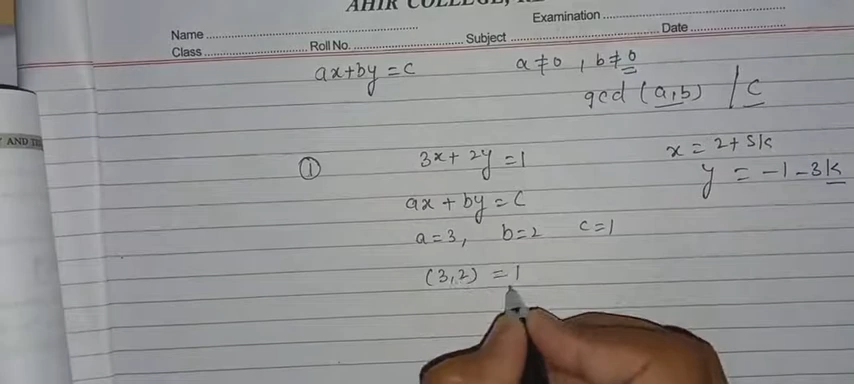 AHIR COLLEGE,
Name ........ Examination ........
Class ........ Roll No. ........ Subject ........ Date ........
ax+by=c a≠0 , b≠0
gcd (a,b) / c
AND
① 3x+2y=1 x = 2+5k
y = -1-3k
ax+by=c
a=3, b=2 c=1
(3,2) =1